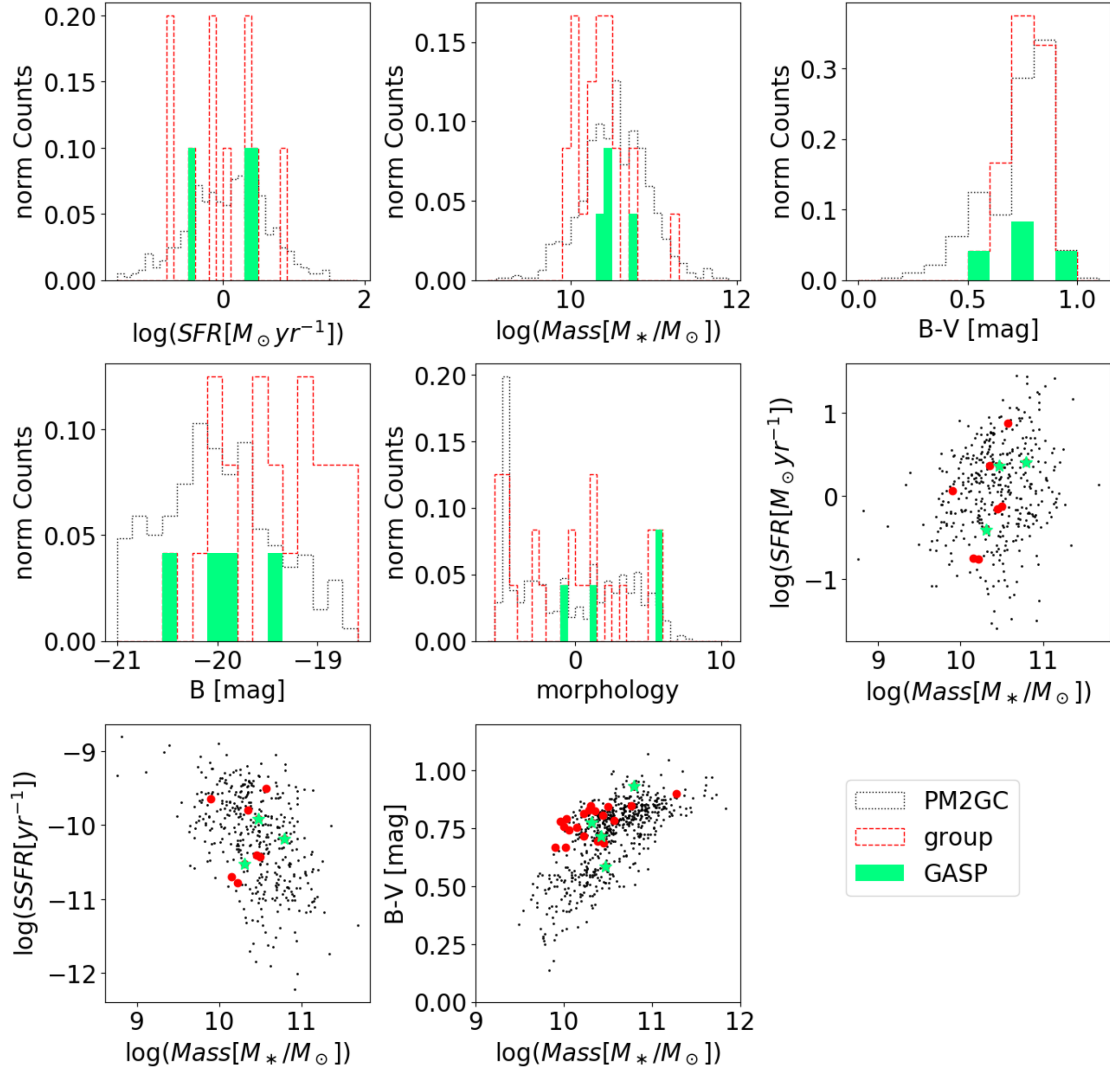 0.20
0.15
0.10
0.05
0.00
norm Counts
0
2
log(SFR[M⊙yr⁻¹])
0.15
0.10
0.05
0.00
norm Counts
10
12
log(Mass[M∗/M⊙])
0.3
0.2
0.1
0.0
norm Counts
0.0
0.5
1.0
B-V [mag]
0.10
0.05
0.00
norm Counts
−21
−20
−19
B [mag]
0.20
0.15
0.10
0.05
0.00
norm Counts
0
10
morphology
1
0
−1
log(SFR[M⊙yr⁻¹])
9
10
11
log(Mass[M∗/M⊙])
−9
−10
−11
−12
log(SSFR[yr⁻¹])
9
10
11
log(Mass[M∗/M⊙])
1.00
0.75
0.50
0.25
0.00
B-V [mag]
9
10
11
12
log(Mass[M∗/M⊙])
PM2GC
group
GASP